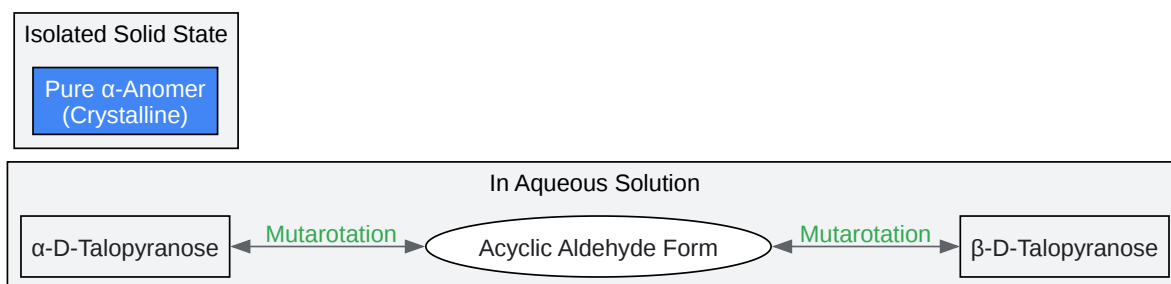 Isolated Solid State
Pure α-Anomer
(Crystalline)
In Aqueous Solution
α-D-Talopyranose
Mutarotation
Acyclic Aldehyde Form
Mutarotation
β-D-Talopyranose